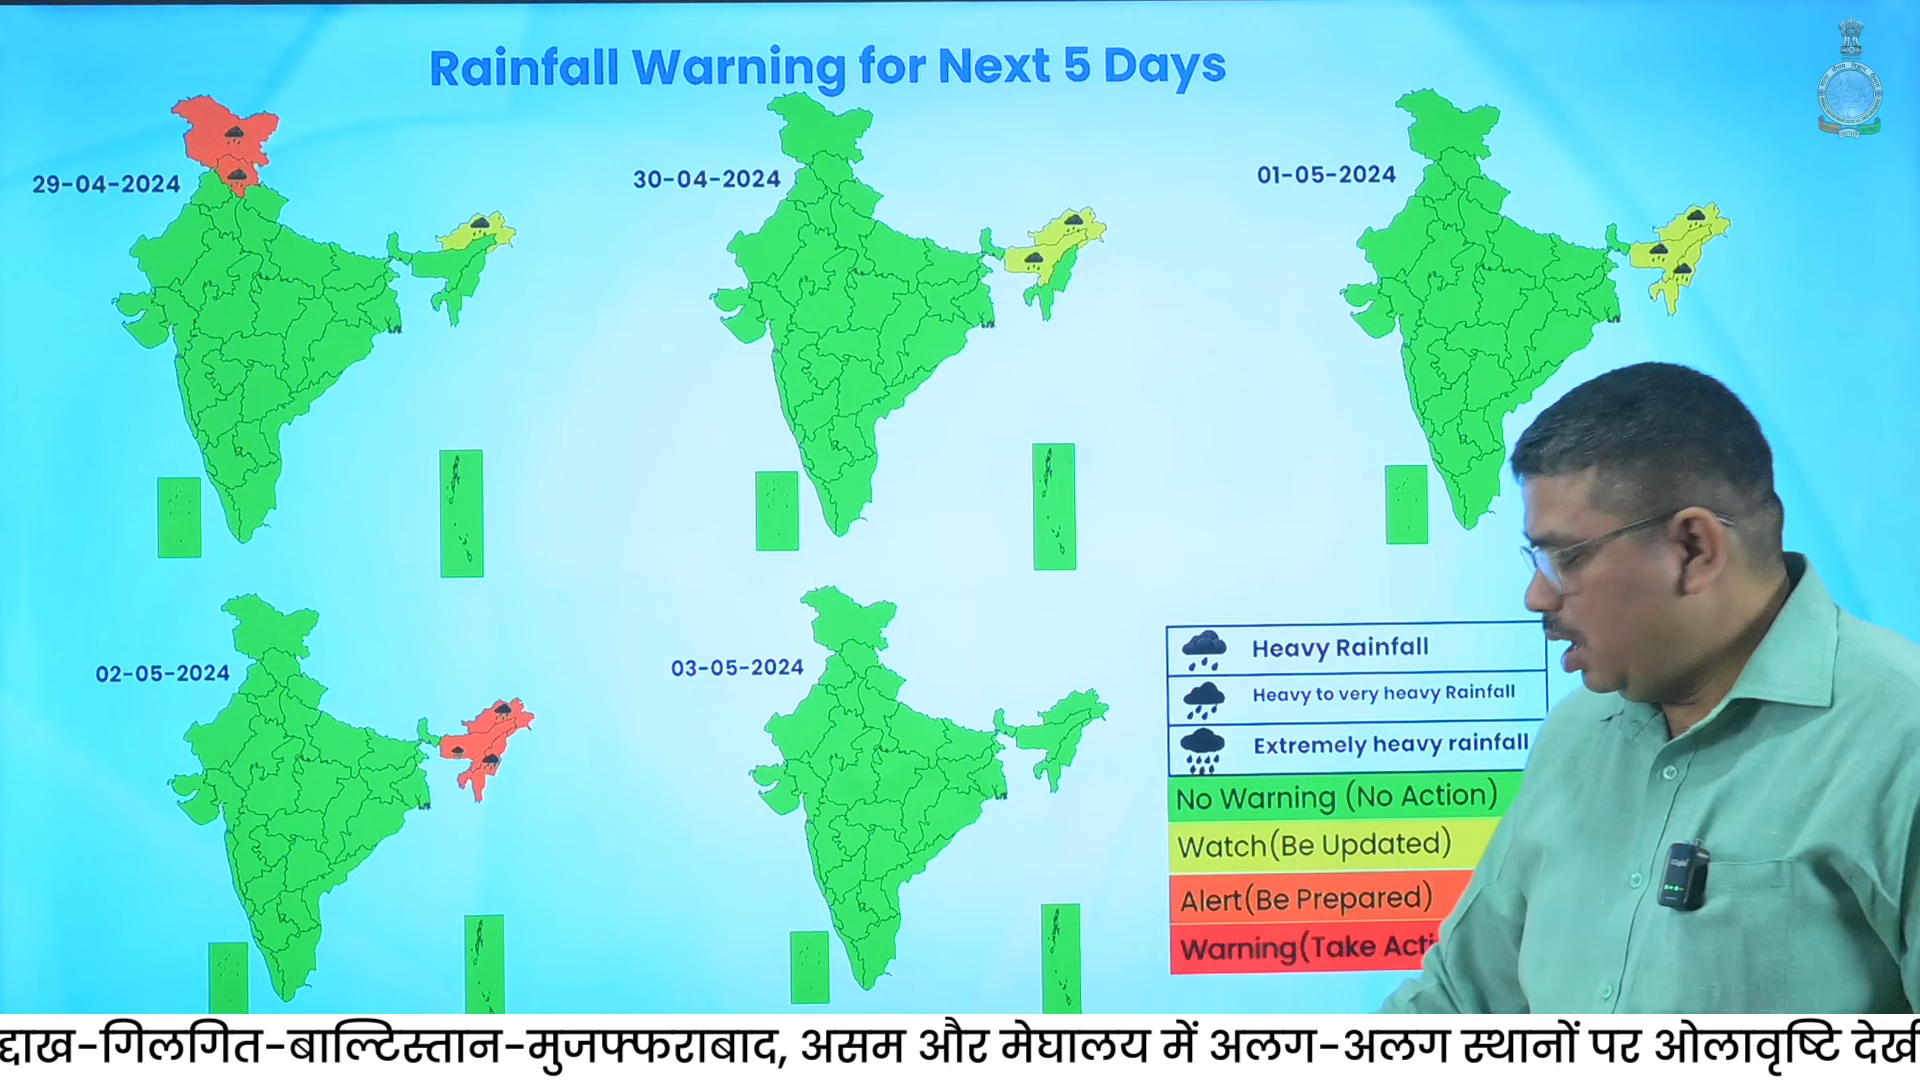 Rainfall Warning for Next 5 Days
29-04-2024
30-04-2024
01-05-2024
02-05-2024
03-05-2024
Heavy Rainfall
Heavy to very heavy Rainfall
Extremely heavy rainfall
No Warning (No Action)
Watch(Be Updated)
Alert(Be Prepared)
Warning(Take Acti
द्दाख-गिलगित-बाल्टिस्तान-मुजफ्फराबाद, असम और मेघालय में अलग-अलग स्थानों पर ओलावृष्टि देखी